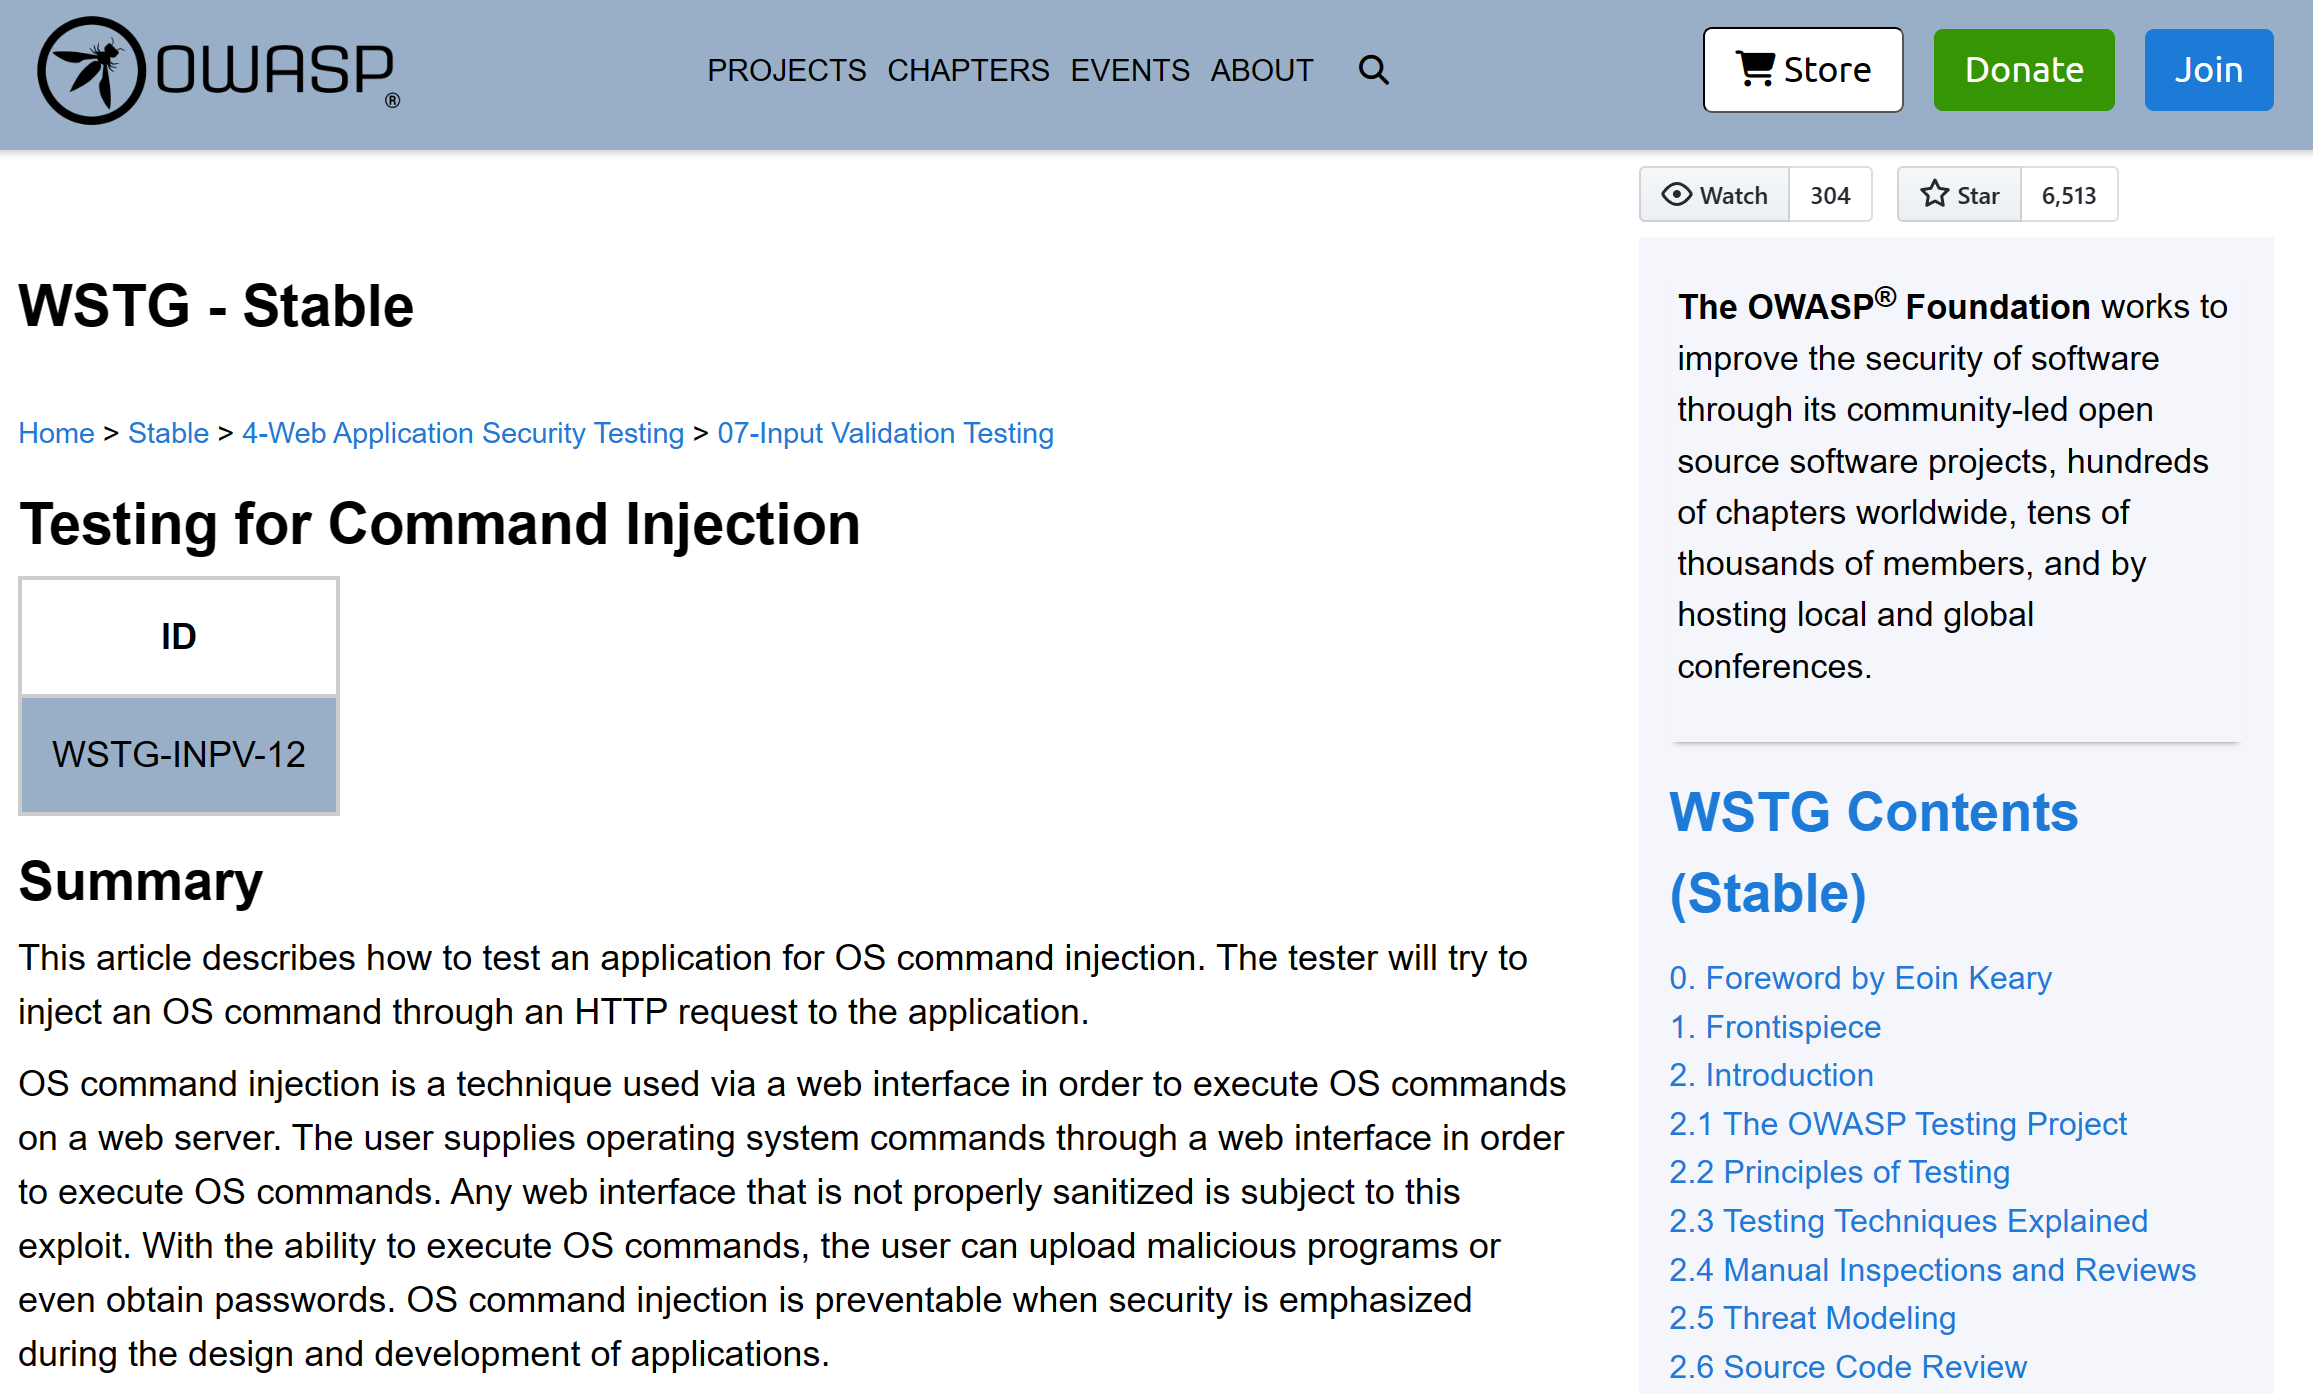 OWASP®
PROJECTS CHAPTERS EVENTS ABOUT
Store
Donate
Join
Watch 304
Star 6,513
WSTG - Stable
Home > Stable > 4-Web Application Security Testing > 07-Input Validation Testing
Testing for Command Injection
ID
WSTG-INPV-12
Summary
This article describes how to test an application for OS command injection. The tester will try to
inject an OS command through an HTTP request to the application.
OS command injection is a technique used via a web interface in order to execute OS commands
on a web server. The user supplies operating system commands through a web interface in order
to execute OS commands. Any web interface that is not properly sanitized is subject to this
exploit. With the ability to execute OS commands, the user can upload malicious programs or
even obtain passwords. OS command injection is preventable when security is emphasized
during the design and development of applications.
The OWASP® Foundation works to
improve the security of software
through its community-led open
source software projects, hundreds
of chapters worldwide, tens of
thousands of members, and by
hosting local and global
conferences.
WSTG Contents
(Stable)
0. Foreword by Eoin Keary
1. Frontispiece
2. Introduction
2.1 The OWASP Testing Project
2.2 Principles of Testing
2.3 Testing Techniques Explained
2.4 Manual Inspections and Reviews
2.5 Threat Modeling
2.6 Source Code Review